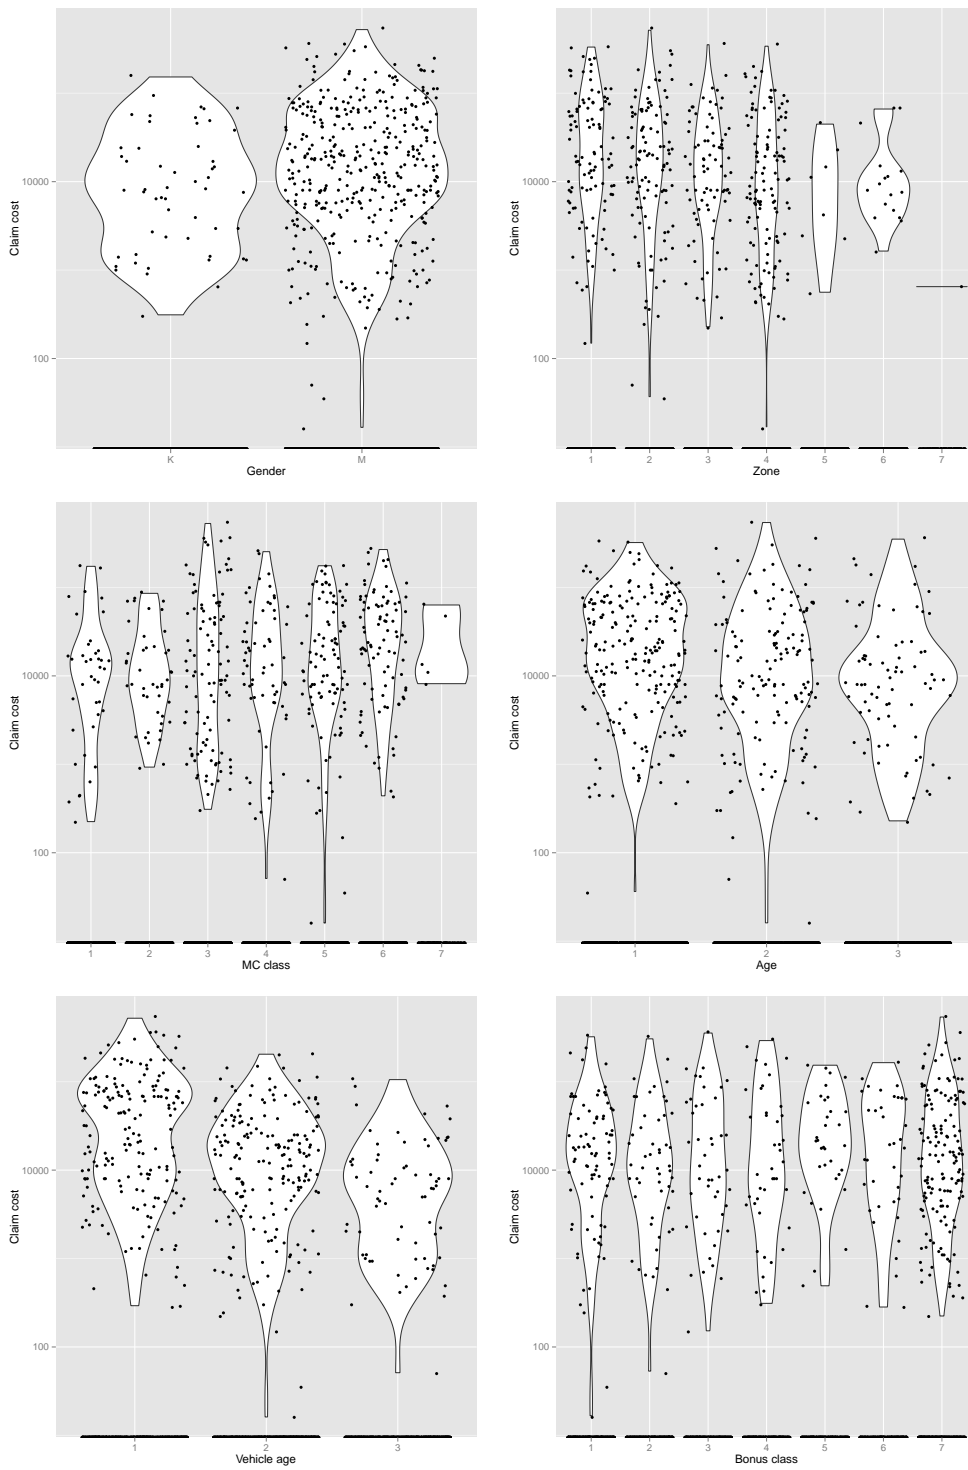 Claim cost
10000
100
K M
Gender
Claim cost
10000
100
1 2 3 4 5 6 7
Zone
Claim cost
10000
100
1 2 3 4 5 6 7
MC class
Claim cost
10000
100
1 2 3
Age
Claim cost
10000
100
1 2 3
Vehicle age
Claim cost
10000
100
1 2 3 4 5 6 7
Bonus class